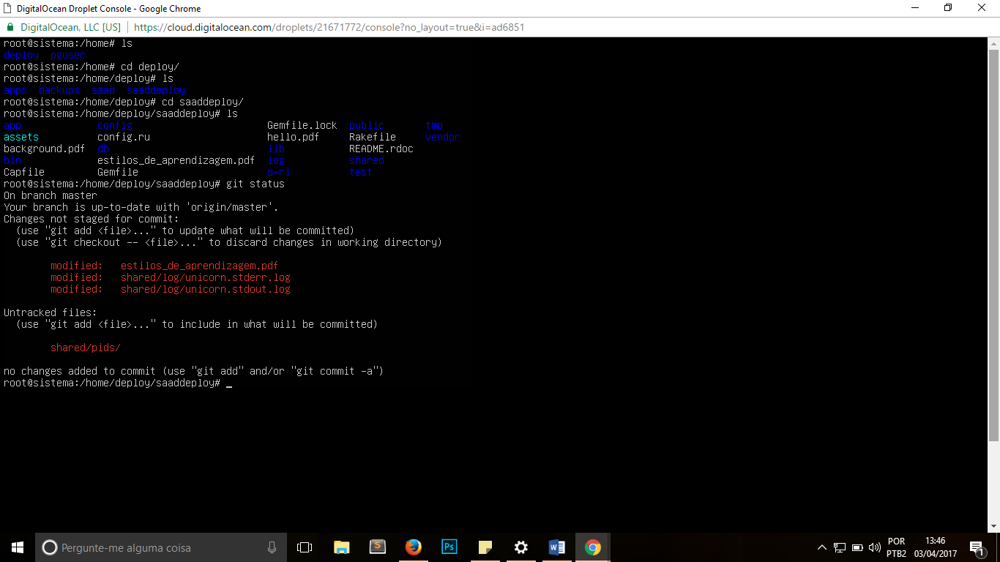 DigitalOcean Droplet Console - Google Chrome
DigitalOcean, LLC [US] https://cloud.digitalocean.com/droplets/21671772/console?no_layout=true&i=ad6851
root@sistema:/home# ls
deploy pguser
root@sistema:/home# cd deploy/
root@sistema:/home/deploy# ls
apps backups saad saaddeploy
root@sistema:/home/deploy# cd saaddeploy/
root@sistema:/home/deploy/saaddeploy# ls
app config Gemfile.lock public tmp
assets config.ru hello.pdf Rakefile vendor
background.pdf db lib README.rdoc
bin estilos_de_aprendizagem.pdf log shared
Capfile Gemfile o-ri test
root@sistema:/home/deploy/saaddeploy# git status
On branch master
Your branch is up-to-date with 'origin/master'.
Changes not staged for commit:
(use "git add <file>..." to update what will be committed)
(use "git checkout -- <file>..." to discard changes in working directory)
modified: estilos_de_aprendizagem.pdf
modified: shared/log/unicorn.stderr.log
modified: shared/log/unicorn.stdout.log
Untracked files:
(use "git add <file>..." to include in what will be committed)
shared/pids/
no changes added to commit (use "git add" and/or "git commit -a")
root@sistema:/home/deploy/saaddeploy# _
Pergunte-me alguma coisa
S
Ps
W
POR
PTB2
13:46
03/04/2017
1